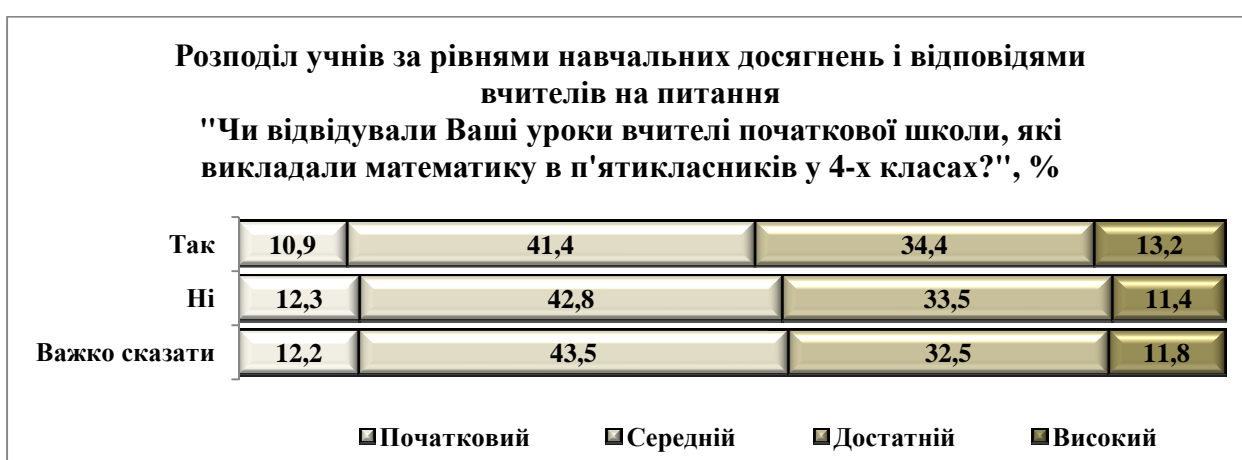 Розподіл учнів за рівнями навчальних досягнень і відповідями
вчителів на питання
"Чи відвідували Ваші уроки вчителі початкової школи, які
викладали математику в п'ятикласників у 4-х класах?", %
Так 10,9 41,4 34,4 13,2
Ні 12,3 42,8 33,5 11,4
Важко сказати 12,2 43,5 32,5 11,8
Початковий Середній Достатній Високий